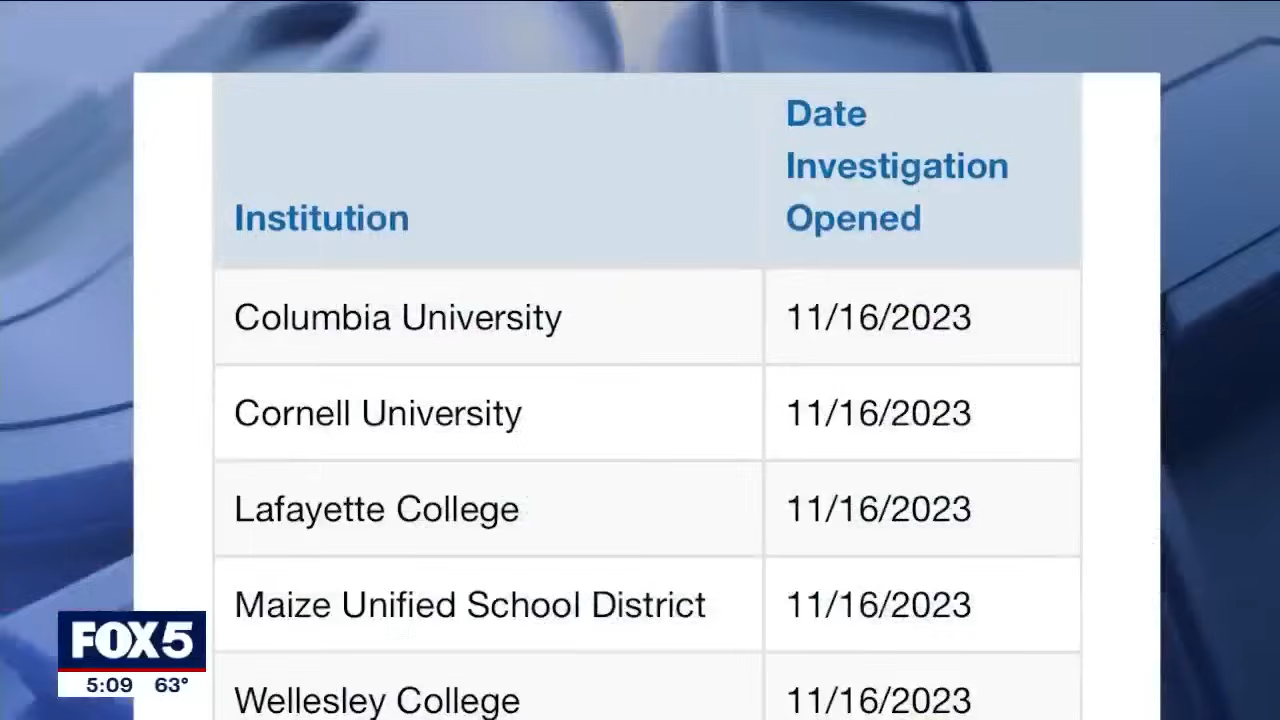 Date
Investigation
Institution Opened
Columbia University 11/16/2023
Cornell University 11/16/2023
Lafayette College 11/16/2023
Maize Unified School District 11/16/2023
Wellesley College 11/16/2023
FOX5
5:09 63°